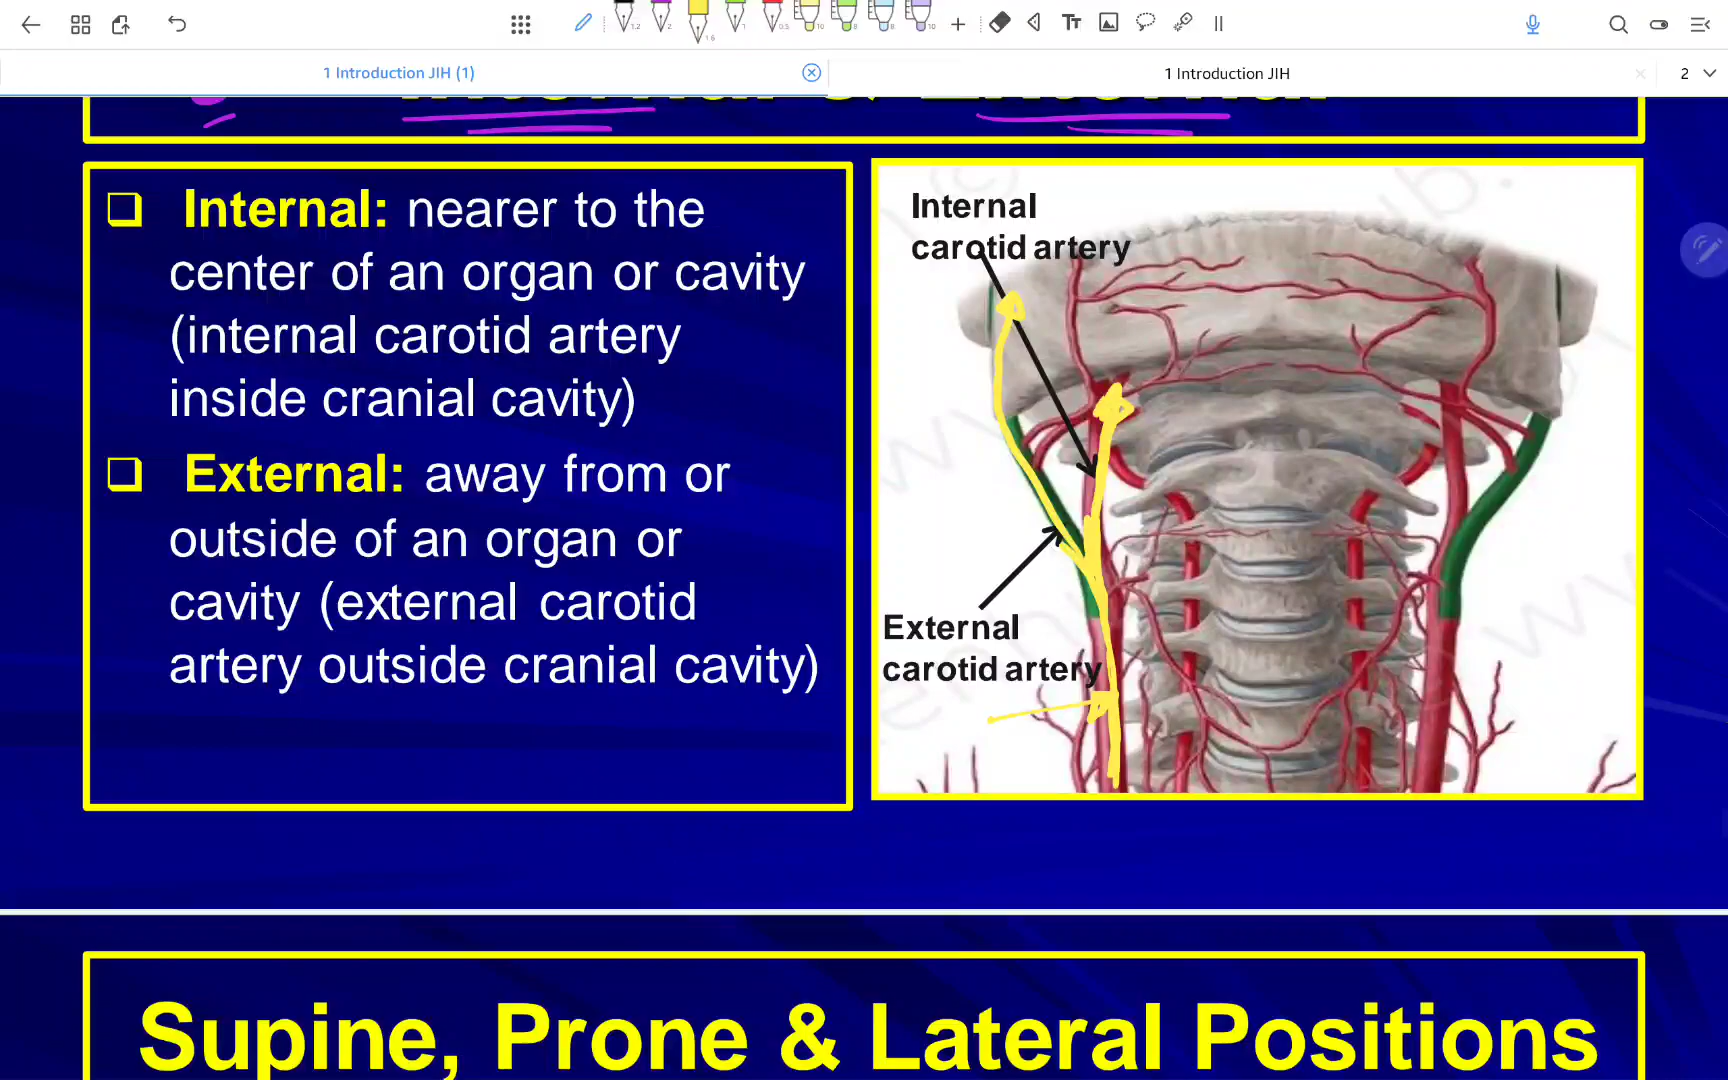 1 Introduction JIH (1)
1 Introduction JIH
2
Internal & External
Internal: nearer to the
center of an organ or cavity
(internal carotid artery
inside cranial cavity)
External: away from or
outside of an organ or
cavity (external carotid
artery outside cranial cavity)
Internal
carotid artery
External
carotid artery
Supine, Prone & Lateral Positions